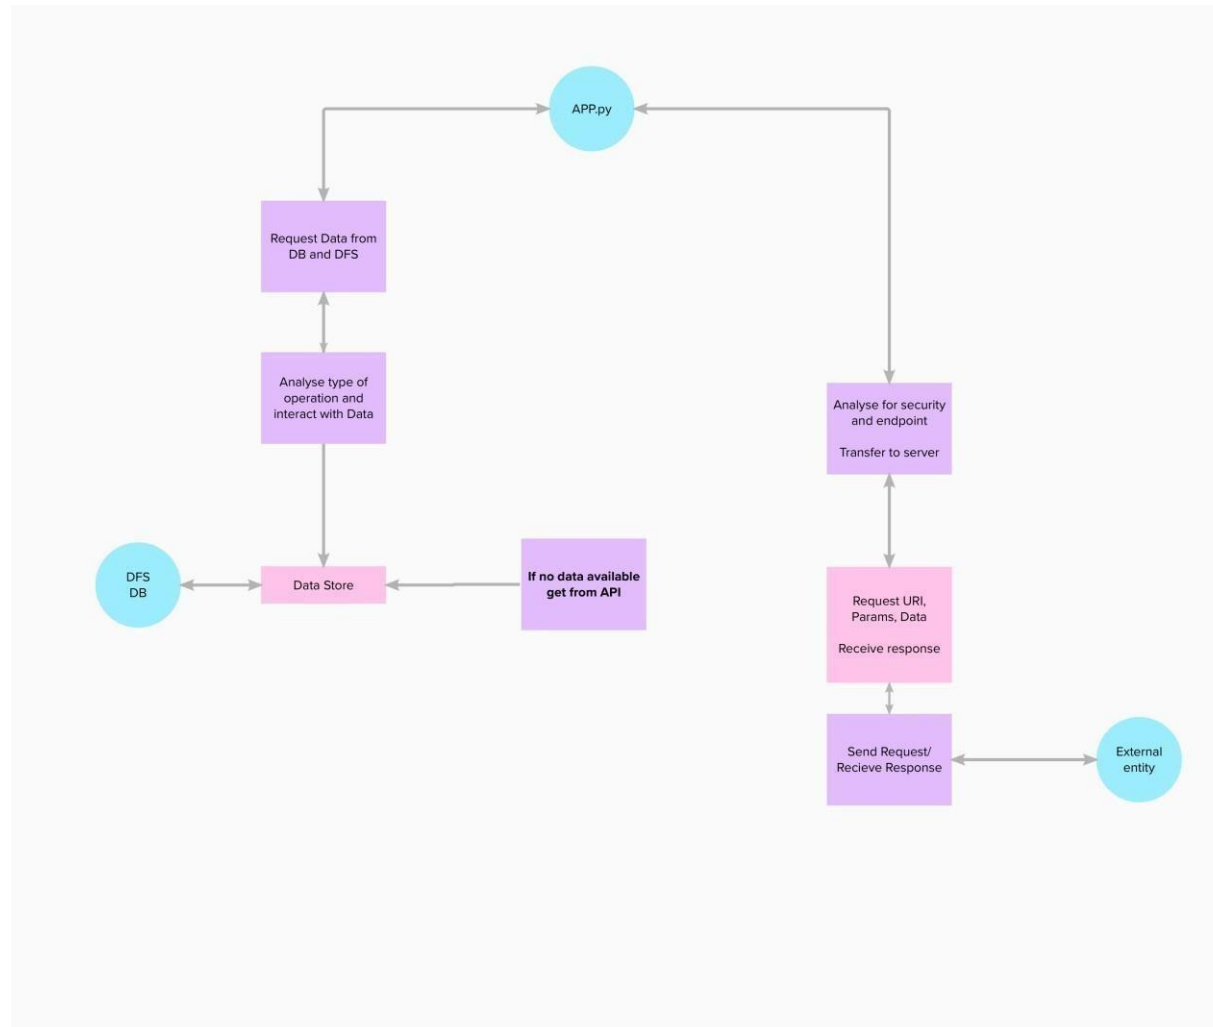 APP.py
Request Data from
DB and DFS
Analyse type of
operation and
interact with Data
Analyse for security
and endpoint
Transfer to server
DFS
DB
Data Store
If no data available
get from API
Request URI,
Params, Data
Receive response
Send Request/
Recieve Response
External
entity